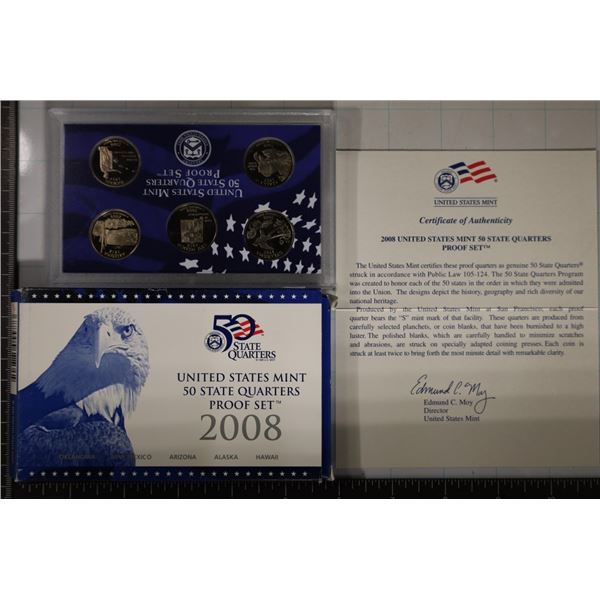 UNITED STATES MINT
50 STATE QUARTERS
PROOF SET™
UNITED STATES MINT
Certificate of Authenticity
2008 UNITED STATES MINT 50 STATE QUARTERS
PROOF SET™
The United States Mint certifies these proof quarters as genuine 50 State Quarters®
struck in accordance with Public Law 105-124. The 50 State Quarters Program
was created to honor each of the 50 states in the order in which they were admitted
into the Union. The designs depict the history, geography and rich diversity of our
national heritage.
Produced by the United States Mint at San Francisco, each proof
quarter bears the "S" mint mark of that facility. These quarters are produced from
carefully selected planchets, or coin blanks, that have been burnished to a high
luster. The blanks, which are carefully handled to minimize scratches
and abrasions, are struck on specially adapted coining presses. Each coin is
struck at least twice to bring forth the most minute detail with remarkable clarity.
Edmund C. Moy
Edmund C. Moy
Director
United States Mint
50
STATE
QUARTERS
UNITED STATES MINT
50 STATE QUARTERS
PROOF SET™
2008
OKLAHOMA NEW MEXICO ARIZONA ALASKA HAWAII